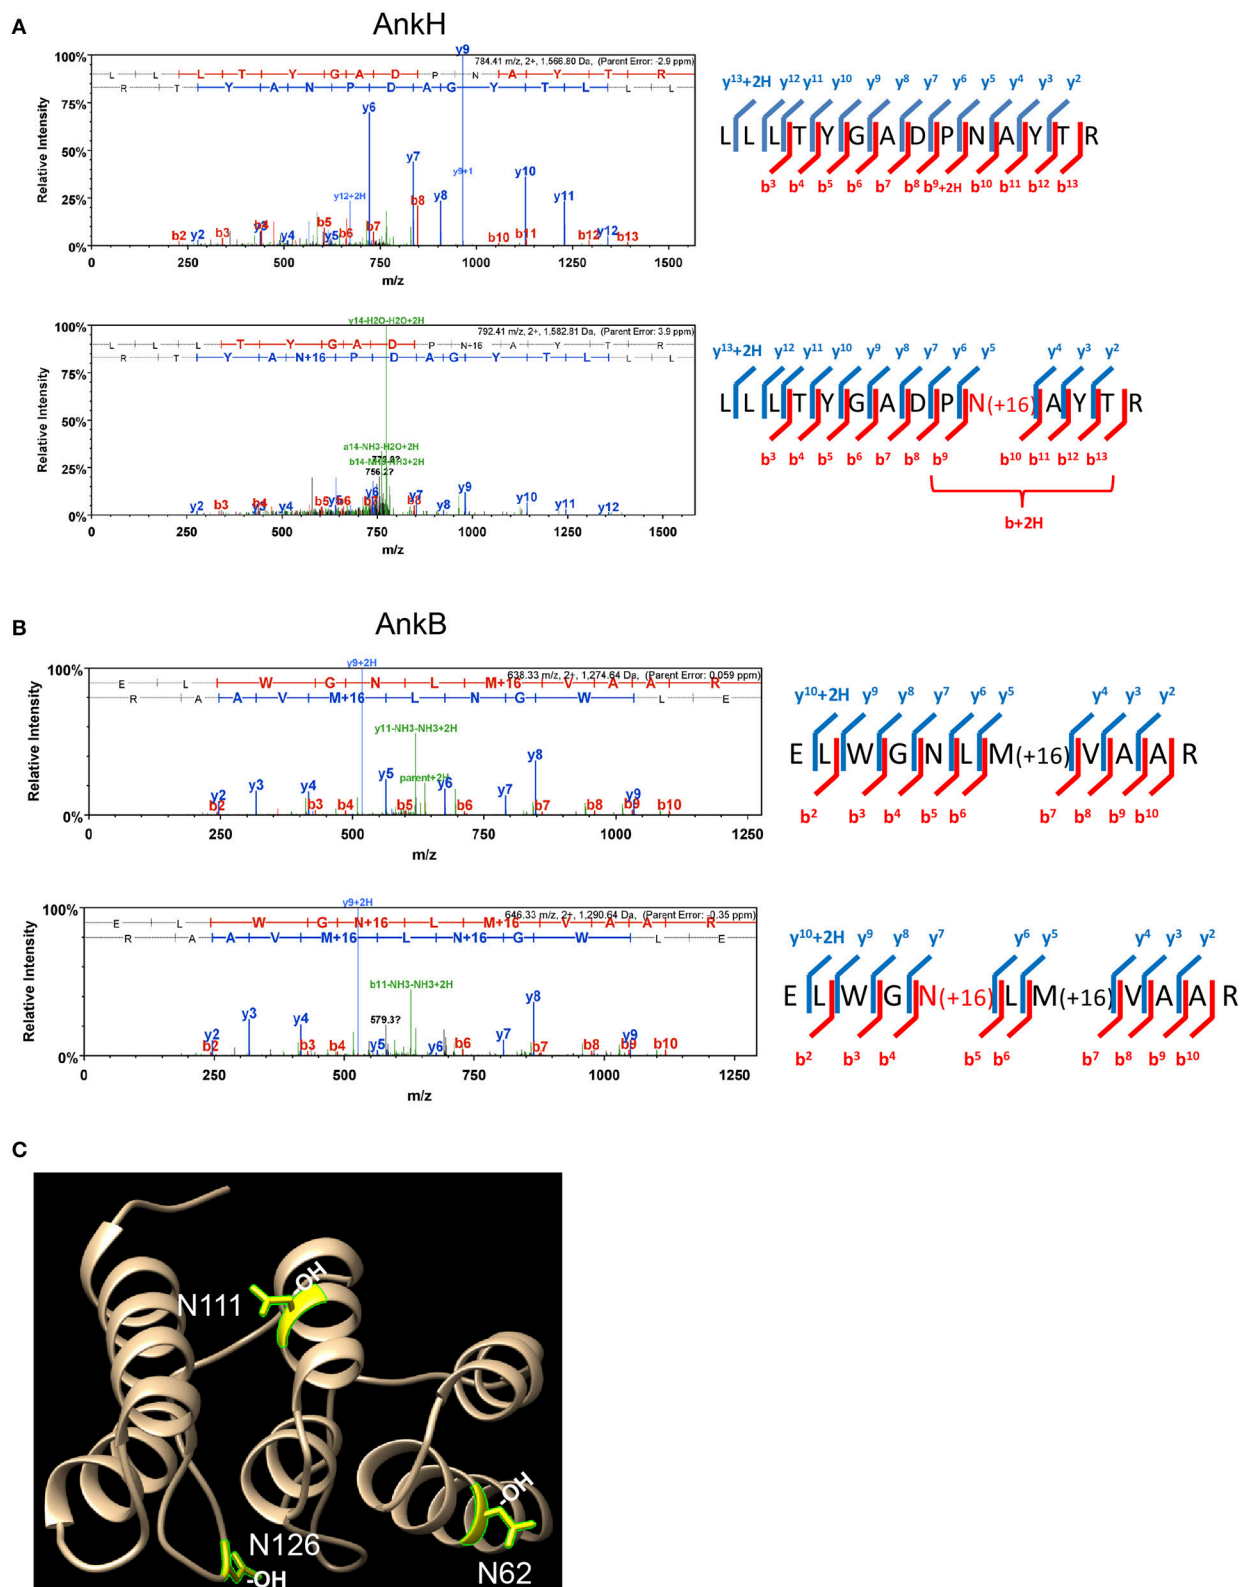 A
AnkH
784.41 m/z, 2+, 1,566.80 Da, (Parent Error: -2.9 ppm)
L L L T Y G A D P N A Y T R
R T Y A N P D A G Y T L L L
y9
y6
y7
y12+2H
y9+1
y8
y10
y11
b8
b2 y2 b3 y3 y4 b5 y5 b6 b7 b10 b11 b12 y12 b13
100%
75%
50%
25%
0%
Relative Intensity
0 250 500 750 1000 1250 1500
m/z
y13+2H y12 y11 y10 y9 y8 y7 y6 y5 y4 y3 y2
L L L T Y G A D P N A Y T R
b3 b4 b5 b6 b7 b8 b9+2H b10 b11 b12 b13
y14-H2O-H2O+2H
792.41 m/z, 2+, 1,582.81 Da, (Parent Error: 3.9 ppm)
L L L T Y G A D P N+16 A Y T R
R T Y A N+16 P D A G Y T L L L
a14-NH3-H2O+2H
b14-NH3-NH3+2H
756.2?
y2 b3 b4 y3 y4 b5 y5 b6 y6 b7 y7 b8 y8 y9 y10 y11 y12
100%
75%
50%
25%
0%
Relative Intensity
0 250 500 750 1000 1250 1500
m/z
y13+2H y12 y11 y10 y9 y8 y7 y6 y5 y4 y3 y2
L L L T Y G A D P N(+16) A Y T R
b3 b4 b5 b6 b7 b8 b9 b10 b11 b12 b13
b+2H
B
AnkB
y9+2H
638.33 m/z, 2+, 1,274.64 Da, (Parent Error: 0.059 ppm)
E L W G N L M+16 V A A R
R A A V M+16 L N G W L E
y11-NH3-NH3+2H
parent+2H
y2 b2 y3 y4 b3 b4 y5 b5 y6 b6 y7 y8 b7 b8 y9 b9 b10
100%
50%
0%
Relative Intensity
0 250 500 750 1000 1250
m/z
y10+2H y9 y8 y7 y6 y5 y4 y3 y2
E L W G N L M(+16) V A A R
b2 b3 b4 b5 b6 b7 b8 b9 b10
y9+2H
646.33 m/z, 2+, 1,290.64 Da, (Parent Error: -0.35 ppm)
E L W G N+16 L M+16 V A A R
R A A V M+16 L N+16 G W L E
b11-NH3-NH3+2H
579.3?
y2 b2 y3 y4 b3 b4 y5 y6 b6 y7 y8 b7 b8 y9 b9 b10
100%
50%
0%
Relative Intensity
0 250 500 750 1000 1250
m/z
y10+2H y9 y8 y7 y6 y5 y4 y3 y2
E L W G N(+16) L M(+16) V A A R
b2 b3 b4 b5 b6 b7 b8 b9 b10
C
N111
-OH
N126
-OH
N62
-OH